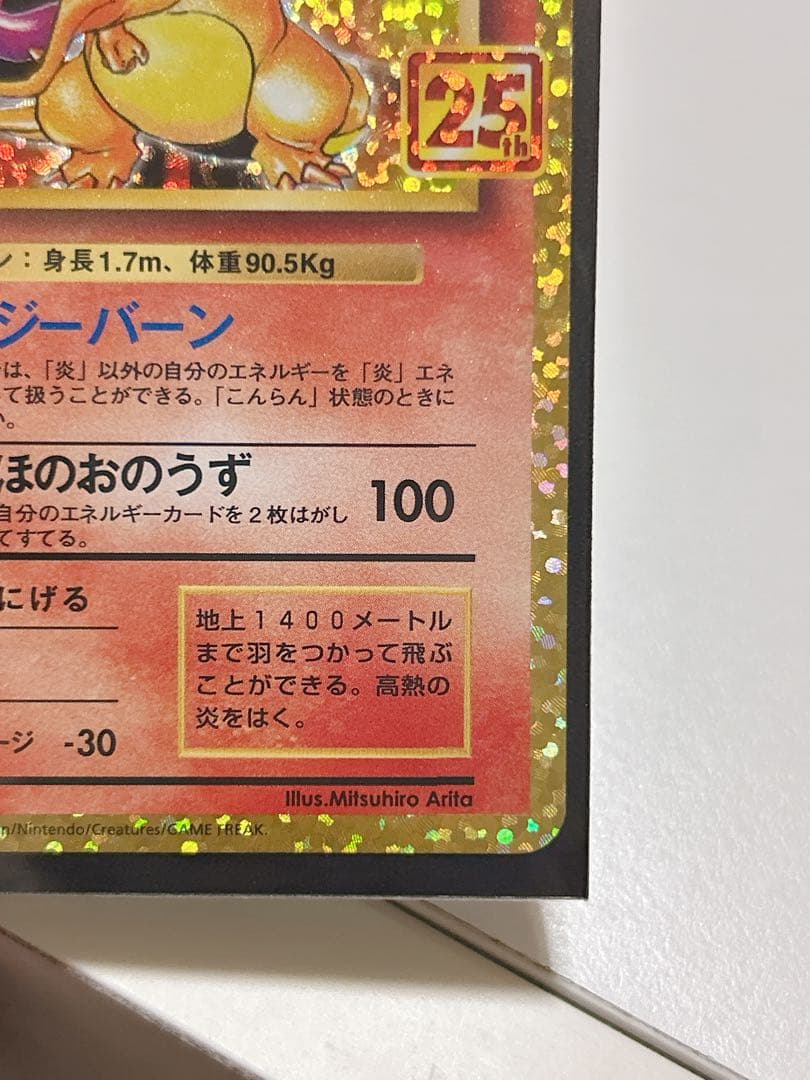 25th
ン：身長1.7m、体重90.5Kg
ジーバーン
は、「炎」以外の自分のエネルギーを「炎」エネ
て扱うことができる。「こんらん」状態のときに
い。
ほのおのうず 100
自分のエネルギーカードを２枚はがし
てすてる。
にげる
地上１４００メートル
まで羽をつかって飛ぶ
ことができる。高熱の
炎をはく。
ージ -30
Illus.Mitsuhiro Arita
n/Nintendo/Creatures/GAME FREAK.